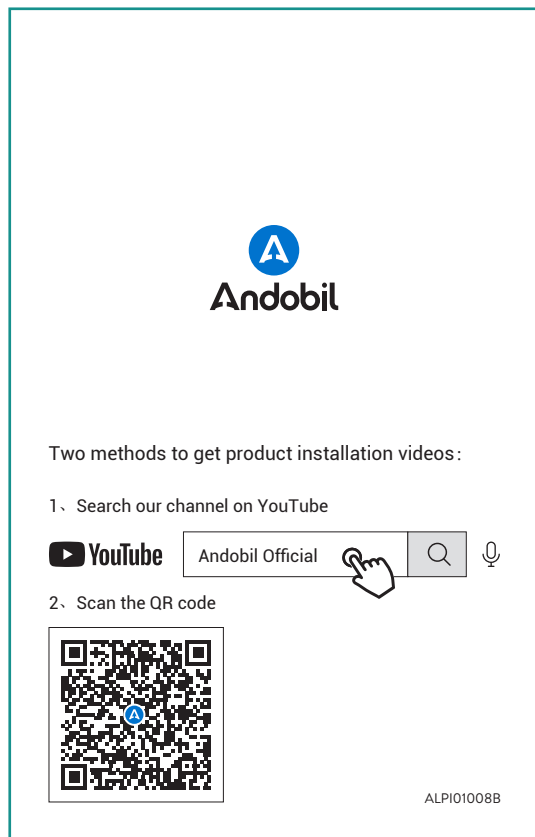 Andobil
Two methods to get product installation videos:
1、Search our channel on YouTube
YouTube Andobil Official
2、Scan the QR code
ALPI01008B